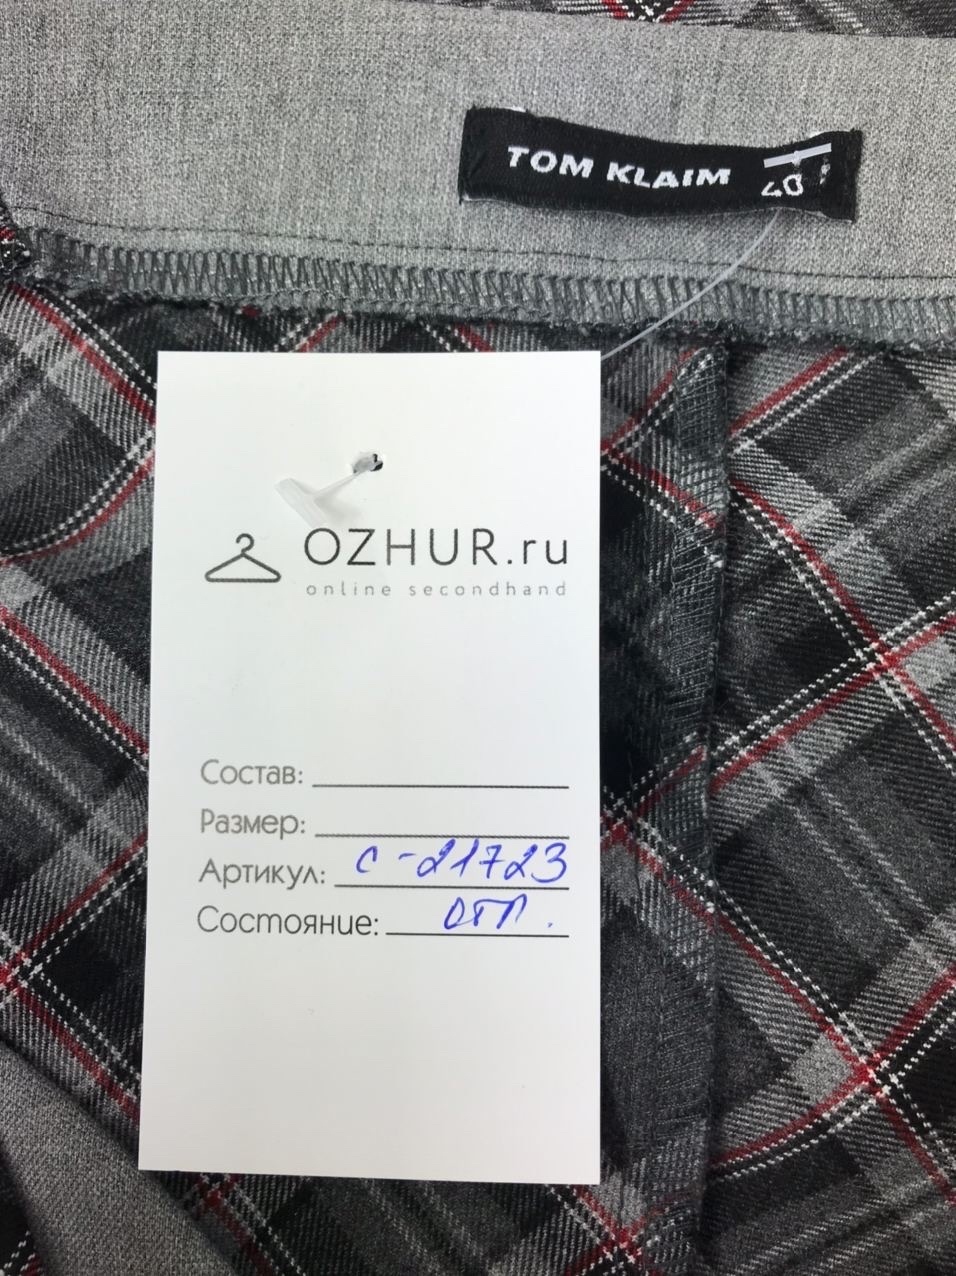 TOM KLAIM 40
OZHUR.ru
online secondhand
Состав:
Размер:
Артикул: С-21723
Состояние: отл.